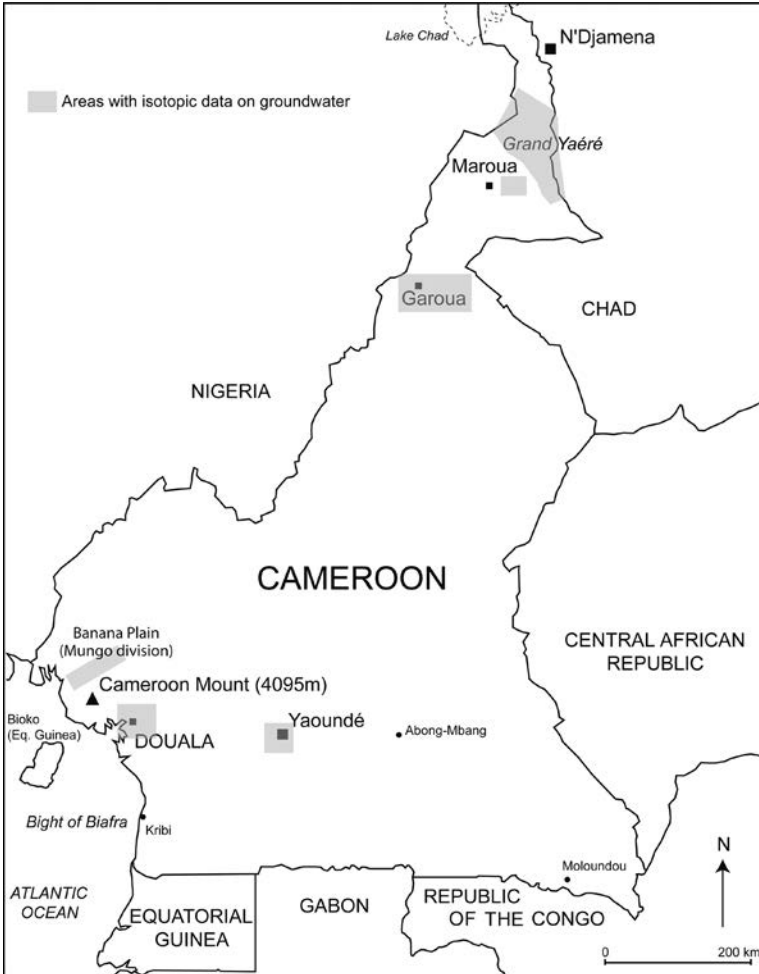 Lake Chad
N'Djamena
Areas with isotopic data on groundwater
Grand Yaéré
Maroua
Garoua
CHAD
NIGERIA
CAMEROON
Banana Plain
(Mungo division)
CENTRAL AFRICAN
REPUBLIC
Cameroon Mount (4095m)
Bioko
(Eq. Guinea)
DOUALA
Yaoundé
Abong-Mbang
Bight of Biafra
Kribi
N
Moloundou
ATLANTIC
OCEAN
EQUATORIAL
GUINEA
GABON
REPUBLIC
OF THE CONGO
0 200 km